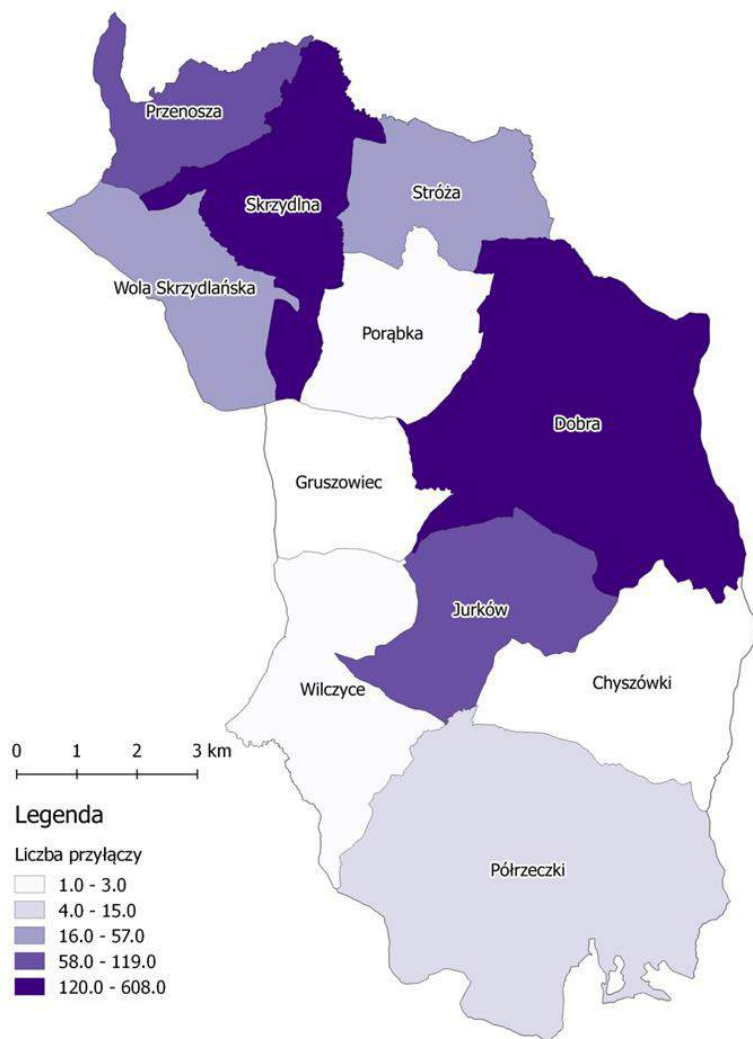 Przenosza
Skrzydlna
Stróża
Wola Skrzydlańska
Porąbka
Dobra
Gruszowiec
Jurków
Wilczyce
Chyszówki
Półrzeczki
0 1 2 3 km
Legenda
Liczba przyłączy
1.0 - 3.0
4.0 - 15.0
16.0 - 57.0
58.0 - 119.0
120.0 - 608.0